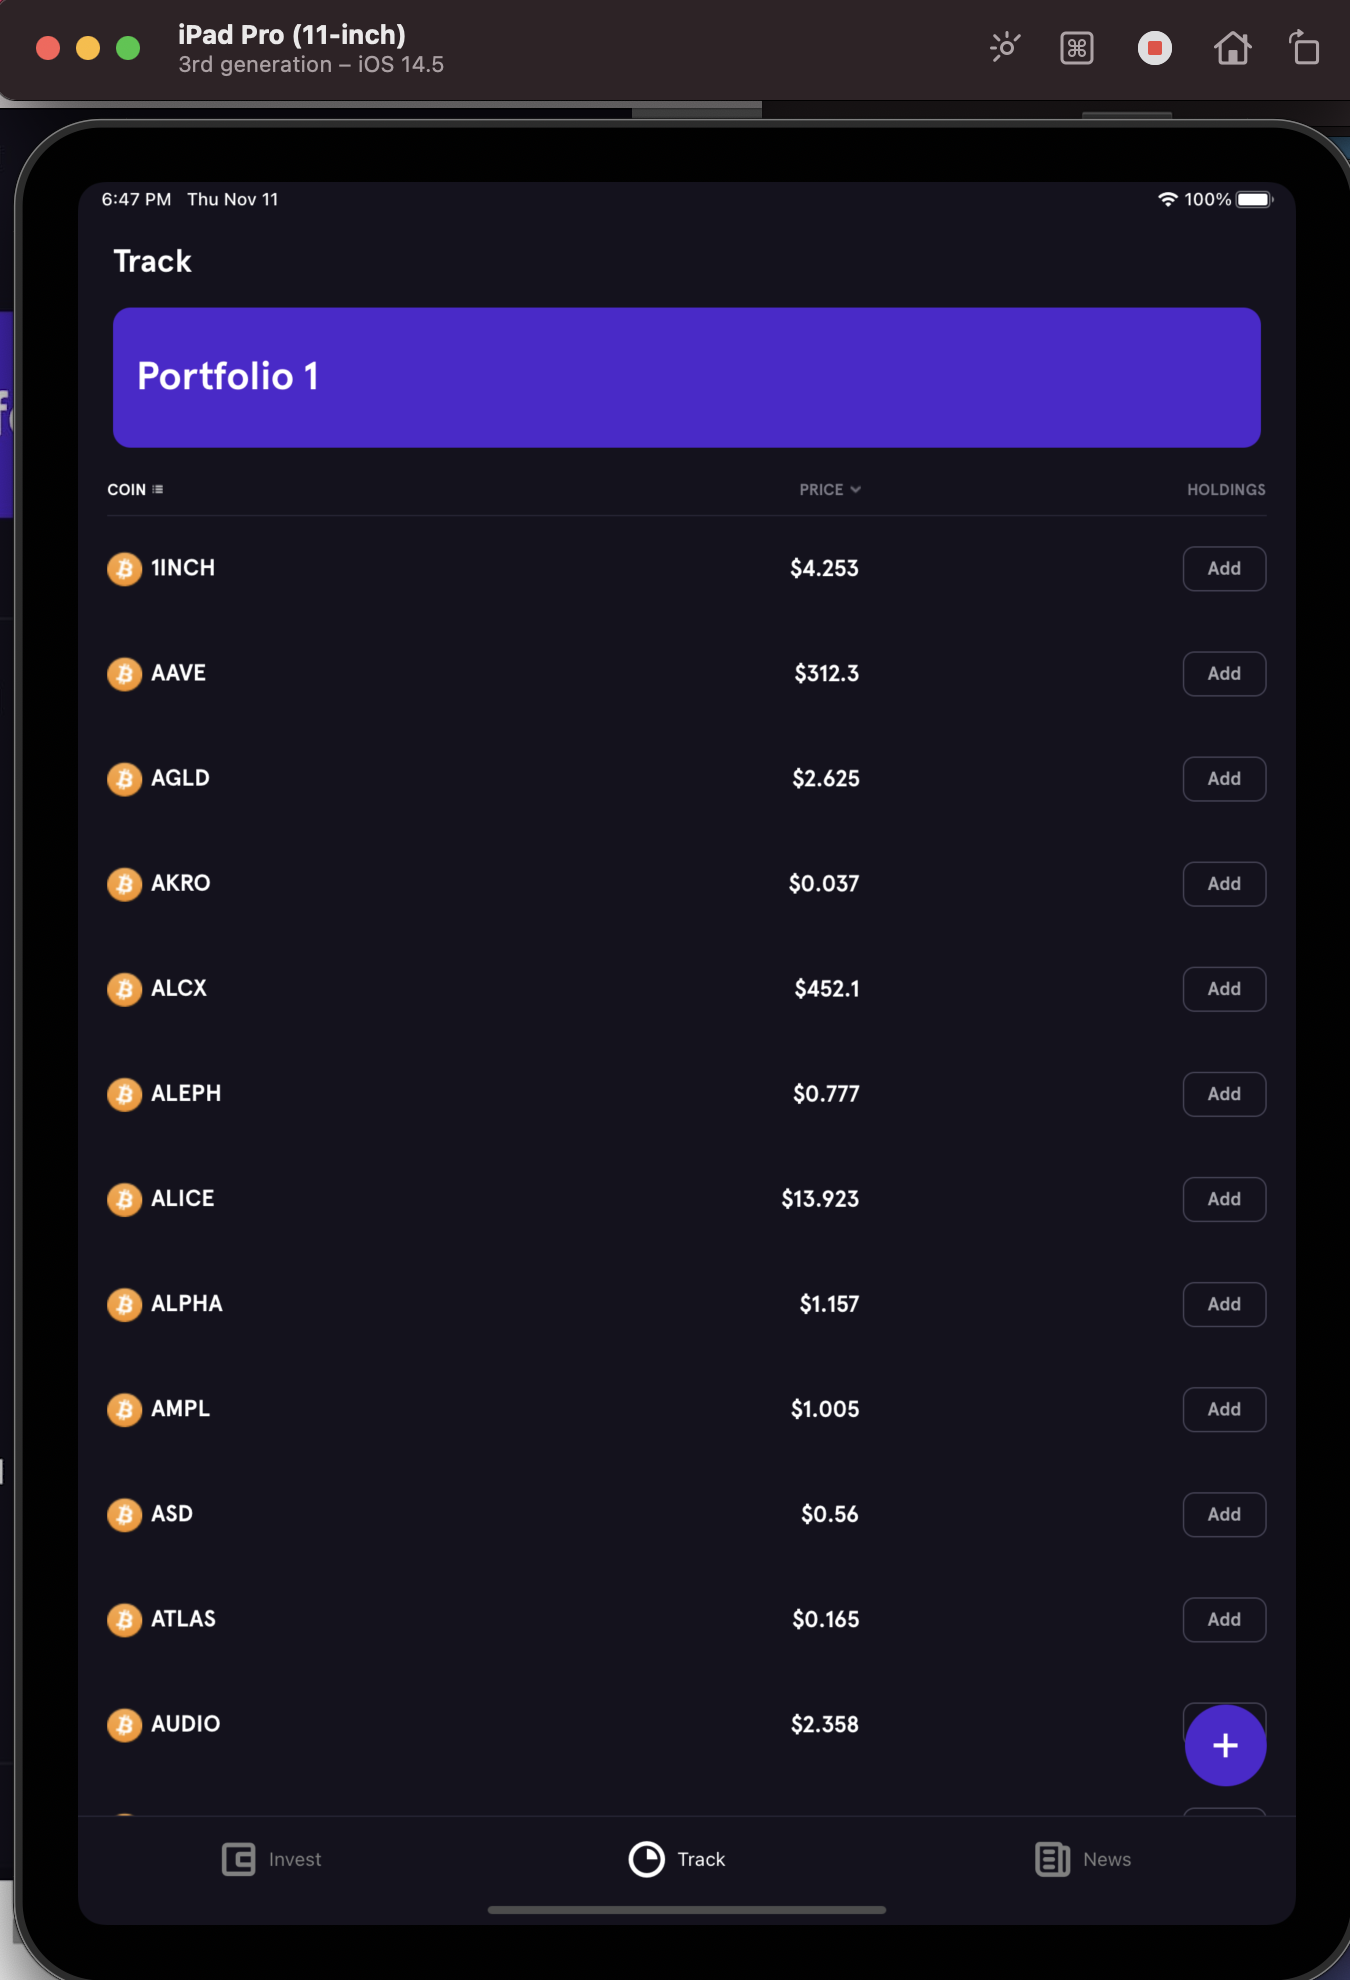 iPad Pro (11-inch)
3rd generation – iOS 14.5
6:47 PM Thu Nov 11 100%
Track
Portfolio 1
COIN PRICE HOLDINGS
1INCH $4.253 Add
AAVE $312.3 Add
AGLD $2.625 Add
AKRO $0.037 Add
ALCX $452.1 Add
ALEPH $0.777 Add
ALICE $13.923 Add
ALPHA $1.157 Add
AMPL $1.005 Add
ASD $0.56 Add
ATLAS $0.165 Add
AUDIO $2.358
+
Invest Track News